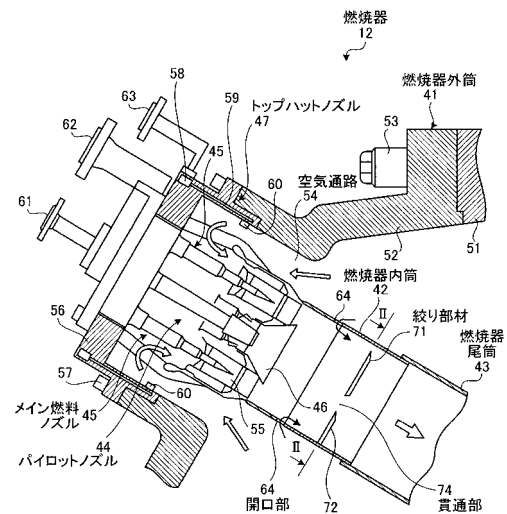 燃焼器
12
58
63
59
トップハットノズル
燃焼器外筒
41
62
45
47
53
60
空気通路
54
61
51
52
燃焼器内筒
64
42
II
絞り部材
71
56
燃焼器
尾筒
43
57
メイン燃料
ノズル
45
60
44
55
46
II
パイロットノズル
64
開口部
72
74
貫通部